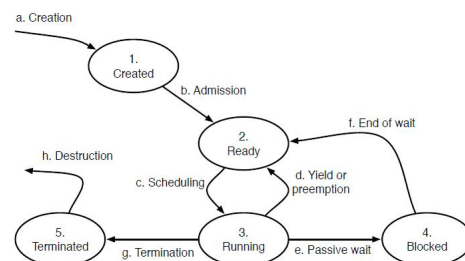 a. Creation
1.
Created
b. Admission
f. End of wait
2.
Ready
h. Destruction
c. Scheduling
d. Yield or
preemption
5.
Terminated
3.
Running
4.
Blocked
g. Termination
e. Passive wait